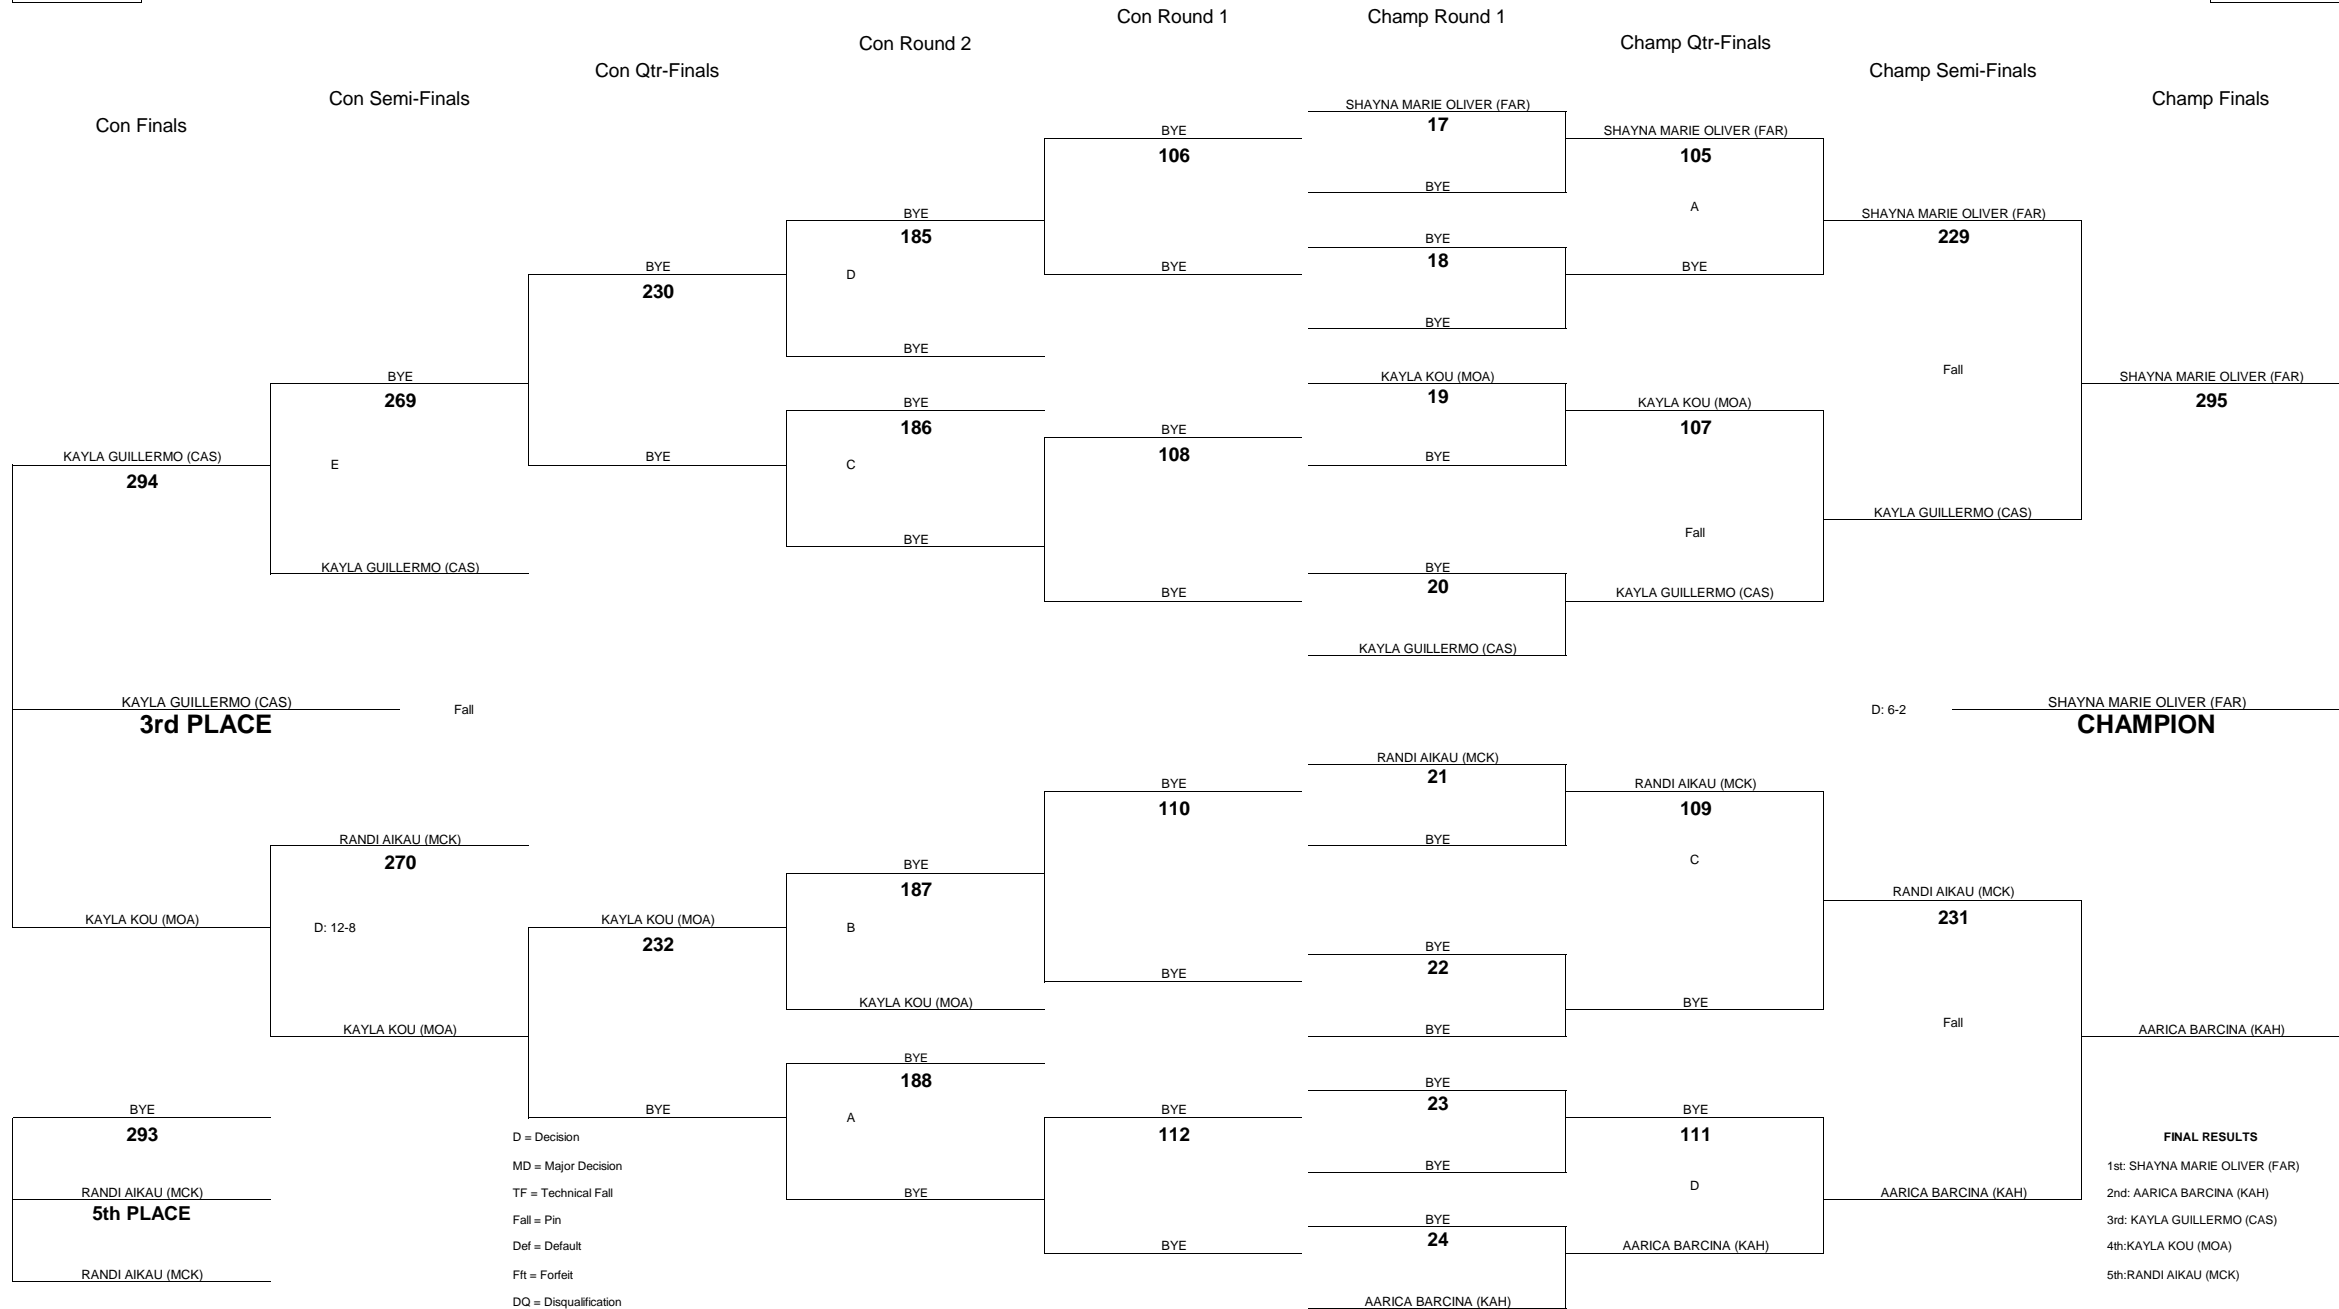 Con Round 1
Champ Round 1
Con Round 2
Champ Qtr-Finals
Con Qtr-Finals
Champ Semi-Finals
Con Semi-Finals
Champ Finals
Con Finals
SHAYNA MARIE OLIVER (FAR)
17
BYE
BYE
18
BYE
KAYLA KOU (MOA)
19
BYE
BYE
20
KAYLA GUILLERMO (CAS)
RANDI AIKAU (MCK)
21
BYE
BYE
22
BYE
BYE
23
BYE
BYE
24
AARICA BARCINA (KAH)
SHAYNA MARIE OLIVER (FAR)
105
A
BYE
KAYLA KOU (MOA)
107
Fall
KAYLA GUILLERMO (CAS)
RANDI AIKAU (MCK)
109
C
BYE
BYE
111
D
AARICA BARCINA (KAH)
SHAYNA MARIE OLIVER (FAR)
229
Fall
KAYLA GUILLERMO (CAS)
RANDI AIKAU (MCK)
231
Fall
AARICA BARCINA (KAH)
SHAYNA MARIE OLIVER (FAR)
295
D: 6-2
SHAYNA MARIE OLIVER (FAR)
CHAMPION
AARICA BARCINA (KAH)
BYE
106
BYE
BYE
108
BYE
BYE
110
BYE
BYE
112
BYE
BYE
185
D
BYE
BYE
186
C
BYE
BYE
187
B
KAYLA KOU (MOA)
BYE
188
A
BYE
BYE
230
BYE
KAYLA KOU (MOA)
232
BYE
BYE
269
E
KAYLA GUILLERMO (CAS)
RANDI AIKAU (MCK)
270
D: 12-8
KAYLA KOU (MOA)
KAYLA GUILLERMO (CAS)
294
KAYLA GUILLERMO (CAS)
3rd PLACE
Fall
KAYLA KOU (MOA)
BYE
293
RANDI AIKAU (MCK)
5th PLACE
RANDI AIKAU (MCK)
D = Decision
MD = Major Decision
TF = Technical Fall
Fall = Pin
Def = Default
Fft = Forfeit
DQ = Disqualification
FINAL RESULTS
1st: SHAYNA MARIE OLIVER (FAR)
2nd: AARICA BARCINA (KAH)
3rd: KAYLA GUILLERMO (CAS)
4th:KAYLA KOU (MOA)
5th:RANDI AIKAU (MCK)